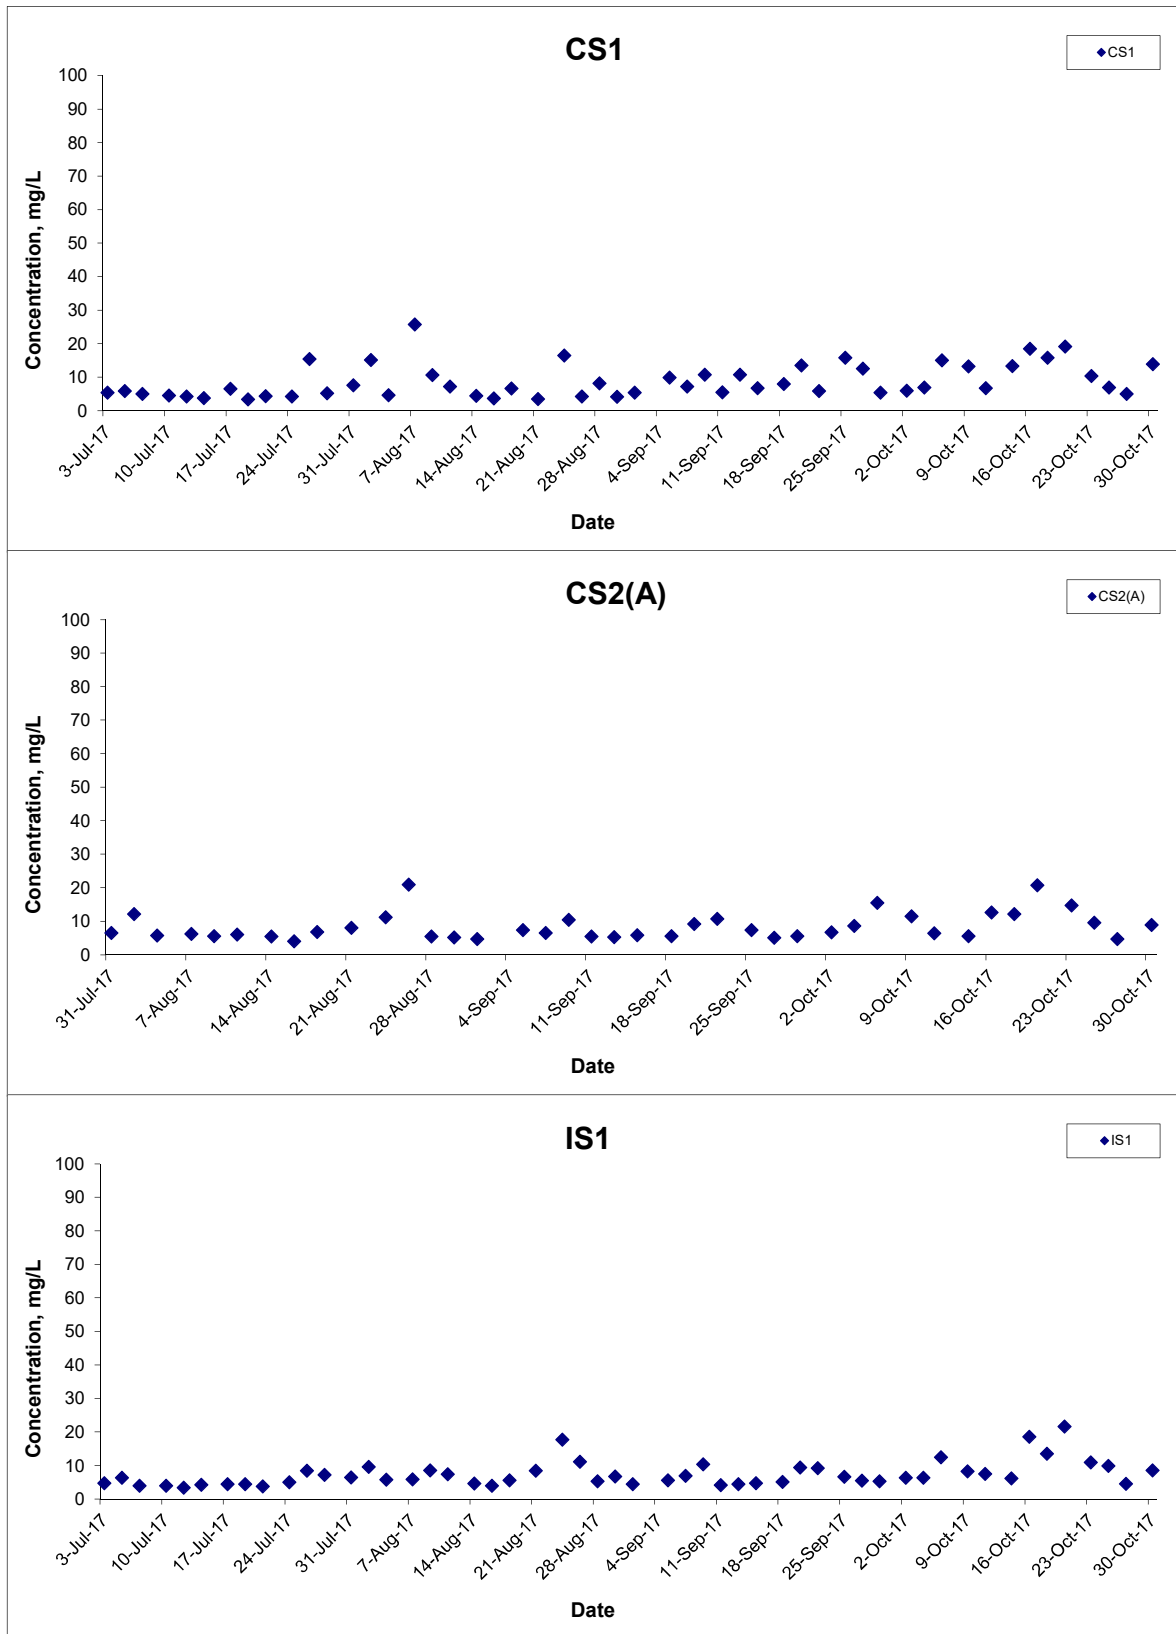 CS1
CS1
100
90
80
70
60
50
40
30
20
10
0
Concentration, mg/L
3-Jul-17
10-Jul-17
17-Jul-17
24-Jul-17
31-Jul-17
7-Aug-17
14-Aug-17
21-Aug-17
28-Aug-17
4-Sep-17
11-Sep-17
18-Sep-17
25-Sep-17
2-Oct-17
9-Oct-17
16-Oct-17
23-Oct-17
30-Oct-17
Date
CS2(A)
CS2(A)
100
90
80
70
60
50
40
30
20
10
0
Concentration, mg/L
31-Jul-17
7-Aug-17
14-Aug-17
21-Aug-17
28-Aug-17
4-Sep-17
11-Sep-17
18-Sep-17
25-Sep-17
2-Oct-17
9-Oct-17
16-Oct-17
23-Oct-17
30-Oct-17
Date
IS1
IS1
100
90
80
70
60
50
40
30
20
10
0
Concentration, mg/L
3-Jul-17
10-Jul-17
17-Jul-17
24-Jul-17
31-Jul-17
7-Aug-17
14-Aug-17
21-Aug-17
28-Aug-17
4-Sep-17
11-Sep-17
18-Sep-17
25-Sep-17
2-Oct-17
9-Oct-17
16-Oct-17
23-Oct-17
30-Oct-17
Date